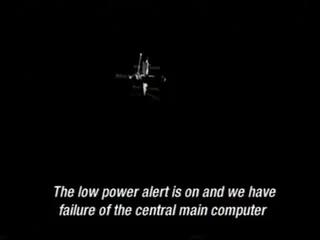 The low power alert is on and we have
failure of the central main computer